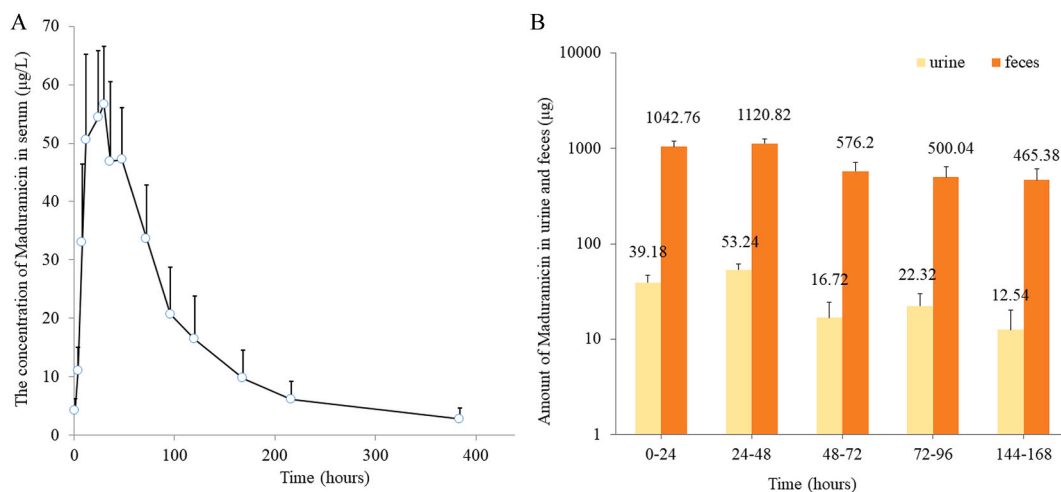 A
The concentration of Maduramicin in serum (μg/L)
70
60
50
40
30
20
10
0
0 100 200 300 400
Time (hours)
B
Amount of Maduramicin in urine and feces (μg)
10000
1000
100
10
1
urine feces
1042.76 1120.82 576.2 500.04 465.38
39.18 53.24 16.72 22.32 12.54
0-24 24-48 48-72 72-96 144-168
Time (hours)